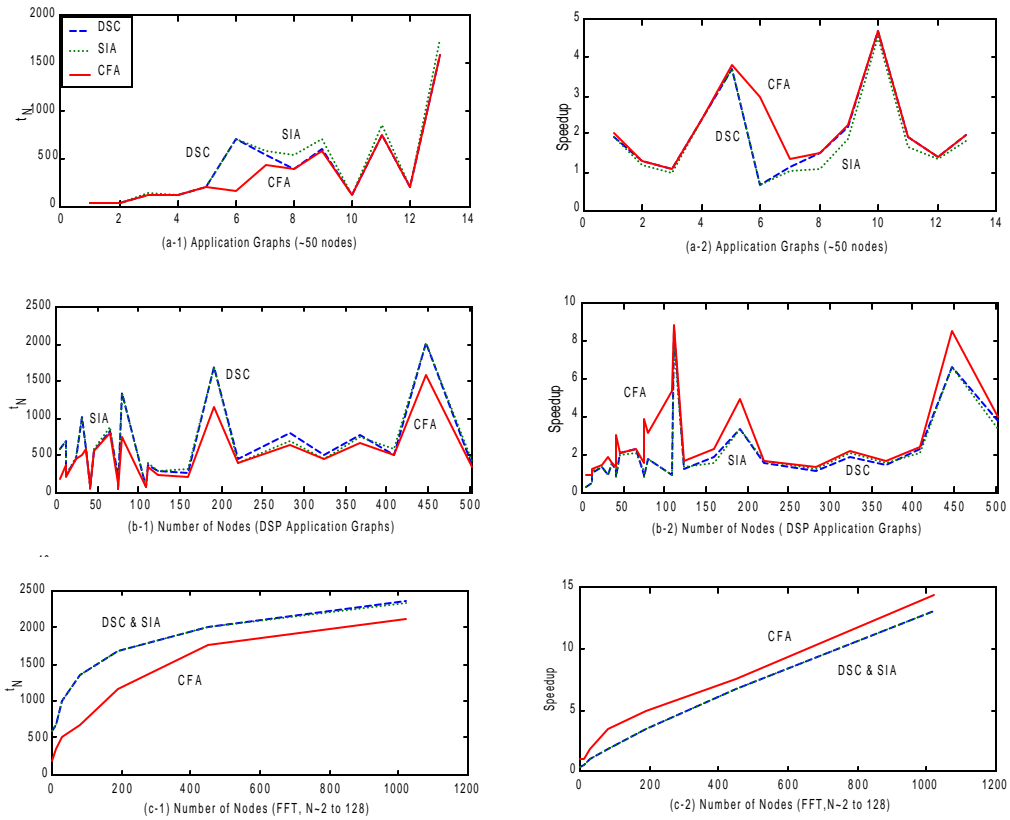 2000
1500
1000
500
0
t_N
DSC
SIA
CFA
DSC
SIA
CFA
0 2 4 6 8 10 12 14
(a-1) Application Graphs (~50 nodes)
5
4
3
2
1
0
Speedup
CFA
DSC
SIA
0 2 4 6 8 10 12 14
(a-2) Application Graphs (~50 nodes)
2500
2000
1500
1000
500
0
t_N
SIA
DSC
CFA
0 50 100 150 200 250 300 350 400 450 500
(b-1) Number of Nodes (DSP Application Graphs)
10
8
6
4
2
0
Speedup
CFA
SIA
DSC
0 50 100 150 200 250 300 350 400 450 500
(b-2) Number of Nodes ( DSP Application Graphs)
2500
2000
1500
1000
500
0
t_N
DSC & SIA
CFA
0 200 400 600 800 1000 1200
(c-1) Number of Nodes (FFT, N~2 to 128)
15
10
5
0
Speedup
CFA
DSC & SIA
0 200 400 600 800 1000 1200
(c-2) Number of Nodes (FFT,N~2 to 128)